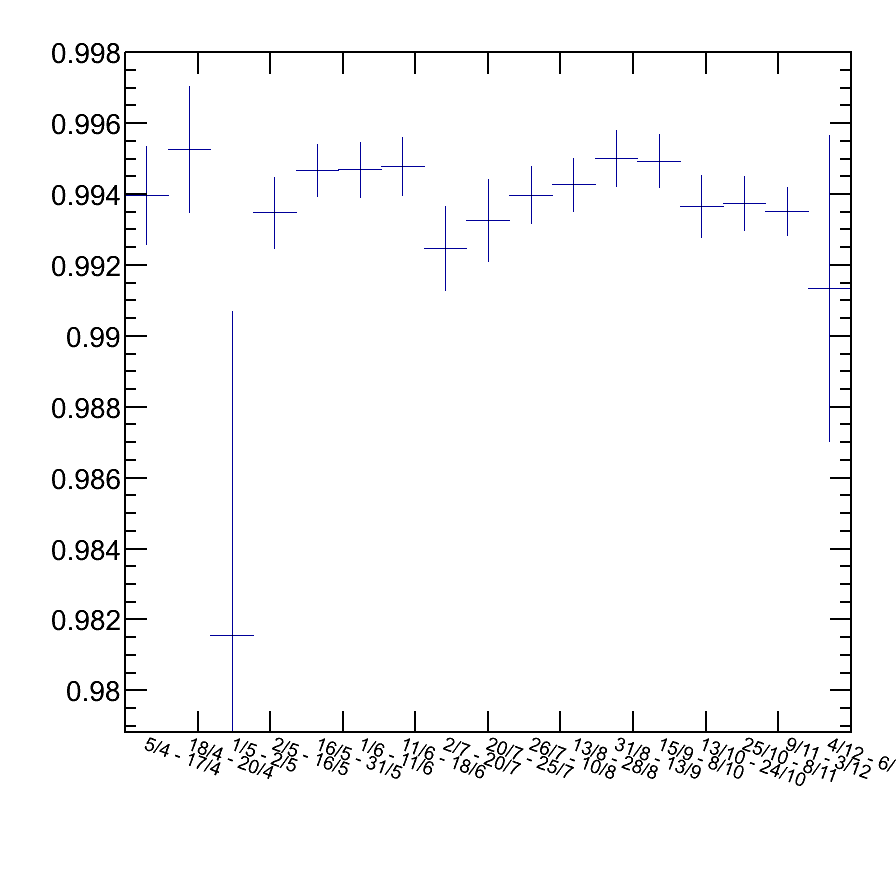 0.998
0.996
0.994
0.992
0.99
0.988
0.986
0.984
0.982
0.98
5/4 - 17/4
18/4 - 20/4
1/5 - 2/5
2/5 - 16/5
16/5 - 31/5
1/6 - 11/6
11/6 - 18/6
2/7 - 20/7
20/7 - 25/7
26/7 - 10/8
13/8 - 28/8
31/8 - 13/9
15/9 - 8/10
13/10 - 24/10
25/10 - 8/11
9/11 - 3/12
4/12 - 6/